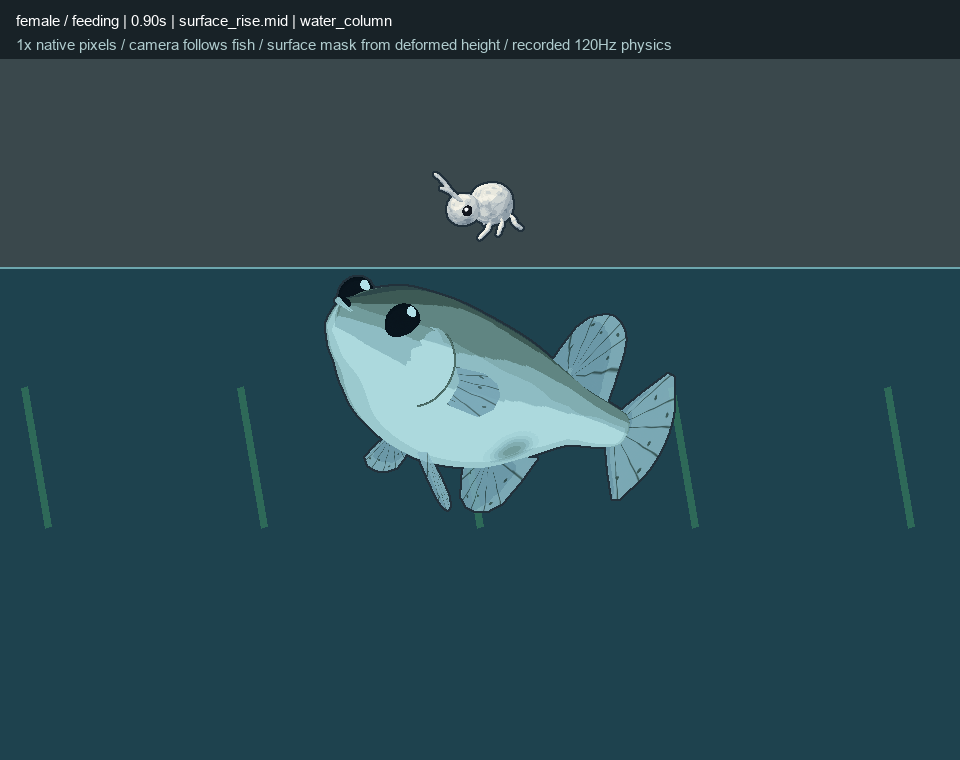 female / feeding | 0.90s | surface_rise.mid | water_column
1x native pixels / camera follows fish / surface mask from deformed height / recorded 120Hz physics